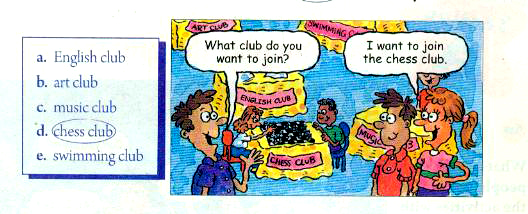 a. English club
b. art club
c. music club
d. chess club
e. swimming club
ART CLUB
SWIMMING C
What club do you
want to join?
I want to join
the chess club.
ENGLISH CLUB
CHESS CLUB
MUSIC